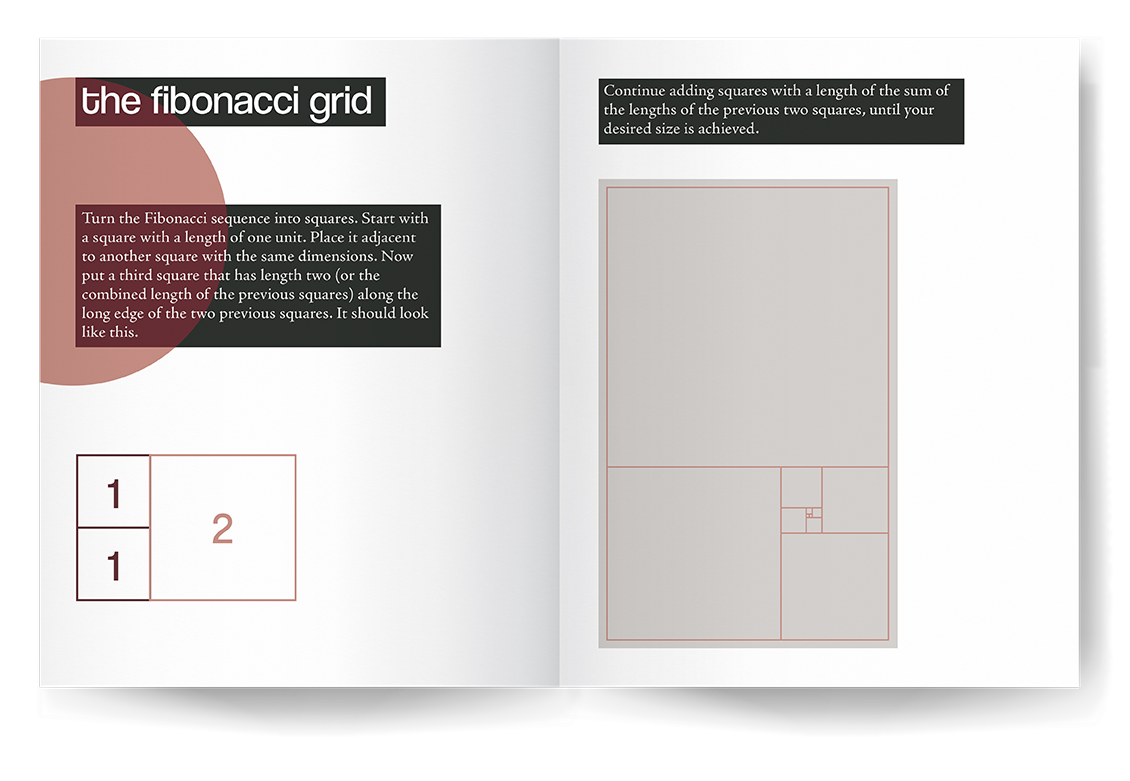 the fibonacci grid
Turn the Fibonacci sequence into squares. Start with
a square with a length of one unit. Place it adjacent
to another square with the same dimensions. Now
put a third square that has length two (or the
combined length of the previous squares) along the
long edge of the two previous squares. It should look
like this.
1
2
1
Continue adding squares with a length of the sum of
the lengths of the previous two squares, until your
desired size is achieved.